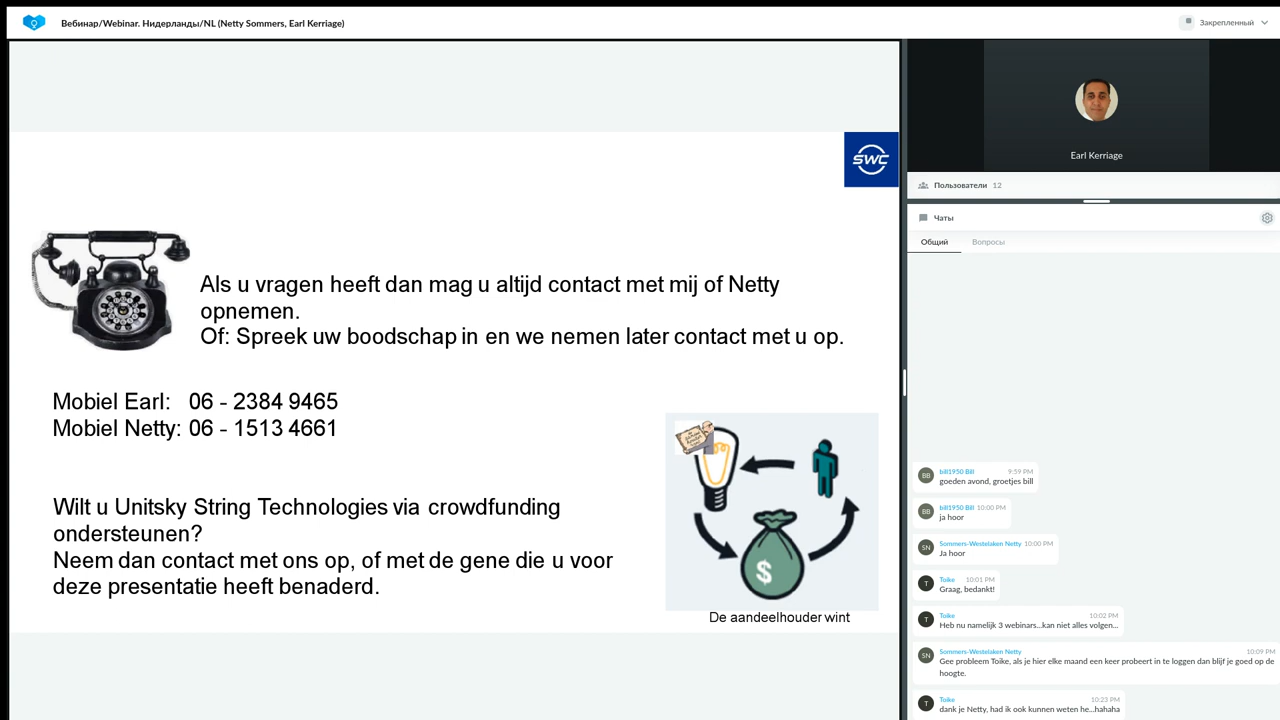 Вебинар/Webinar. Нидерланды/NL (Netty Sommers, Earl Kerriage)
Закрепленный
SWC
Als u vragen heeft dan mag u altijd contact met mij of Netty
opnemen.
Of: Spreek uw boodschap in en we nemen later contact met u op.
Mobiel Earl: 06 - 2384 9465
Mobiel Netty: 06 - 1513 4661
Wilt u Unitsky String Technologies via crowdfunding
ondersteunen?
Neem dan contact met ons op, of met de gene die u voor
deze presentatie heeft benaderd.
$
De aandeelhouder wint
Earl Kerriage
Пользователи 12
Чаты
Общий Вопросы
BB
bill1950 Bill 9:59 PM
goeden avond, groetjes bill
BB
bill1950 Bill 10:00 PM
ja hoor
SN
Sommers-Westelaken Netty 10:00 PM
Ja hoor
T
Toike 10:01 PM
Graag, bedankt!
T
Toike 10:02 PM
Heb nu namelijk 3 webinars...kan niet alles volgen...
SN
Sommers-Westelaken Netty 10:09 PM
Gee probleem Toike, als je hier elke maand een keer probeert in te loggen dan blijf je goed op de
hoogte.
T
Toike 10:23 PM
dank je Netty, had ik ook kunnen weten he...hahaha